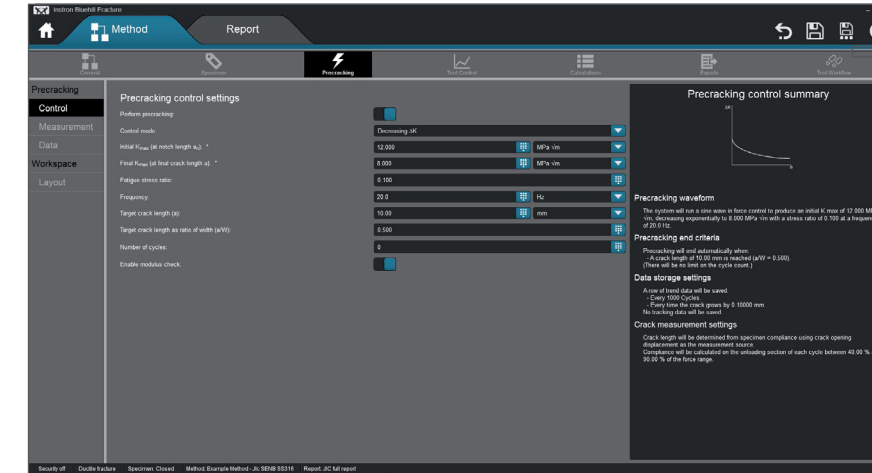 Instron Bluehill Fracture
Method
Report
General
Specimen
Precracking
Test Control
Calculations
Exports
Test Workflow
Precracking
Control
Measurement
Data
Workspace
Layout
Precracking control settings
Perform precracking:
Control mode:
Decreasing ΔK
Initial Kmax (at notch length a₀): *
12.000
MPa √m
Final Kmax (at final crack length a): *
8.000
MPa √m
Fatigue stress ratio:
0.100
Frequency:
20.0
Hz
Target crack length (a):
10.00
mm
Target crack length as ratio of width (a/W):
0.500
Number of cycles:
0
Enable modulus check:
Precracking control summary
ΔK
a
Precracking waveform
The system will run a sine wave in force control to produce an initial K max of 12.000 MP
√m, decreasing exponentially to 8.000 MPa √m with a stress ratio of 0.100 at a frequen
of 20.0 Hz.
Precracking end criteria
Precracking will end automatically when:
- A crack length of 10.00 mm is reached (a/W = 0.500).
(There will be no limit on the cycle count.)
Data storage settings
A row of trend data will be saved:
- Every 1000 Cycles.
- Every time the crack grows by 0.10000 mm.
No tracking data will be saved.
Crack measurement settings
Crack length will be determined from specimen compliance using crack opening
displacement as the measurement source
Compliance will be calculated on the unloading section of each cycle between 40.00 %
90.00 % of the force range.
Security off
Ductile fracture
Specimen: Closed
Method: Example Method - JIc SENB SS316
Report: JIC full report